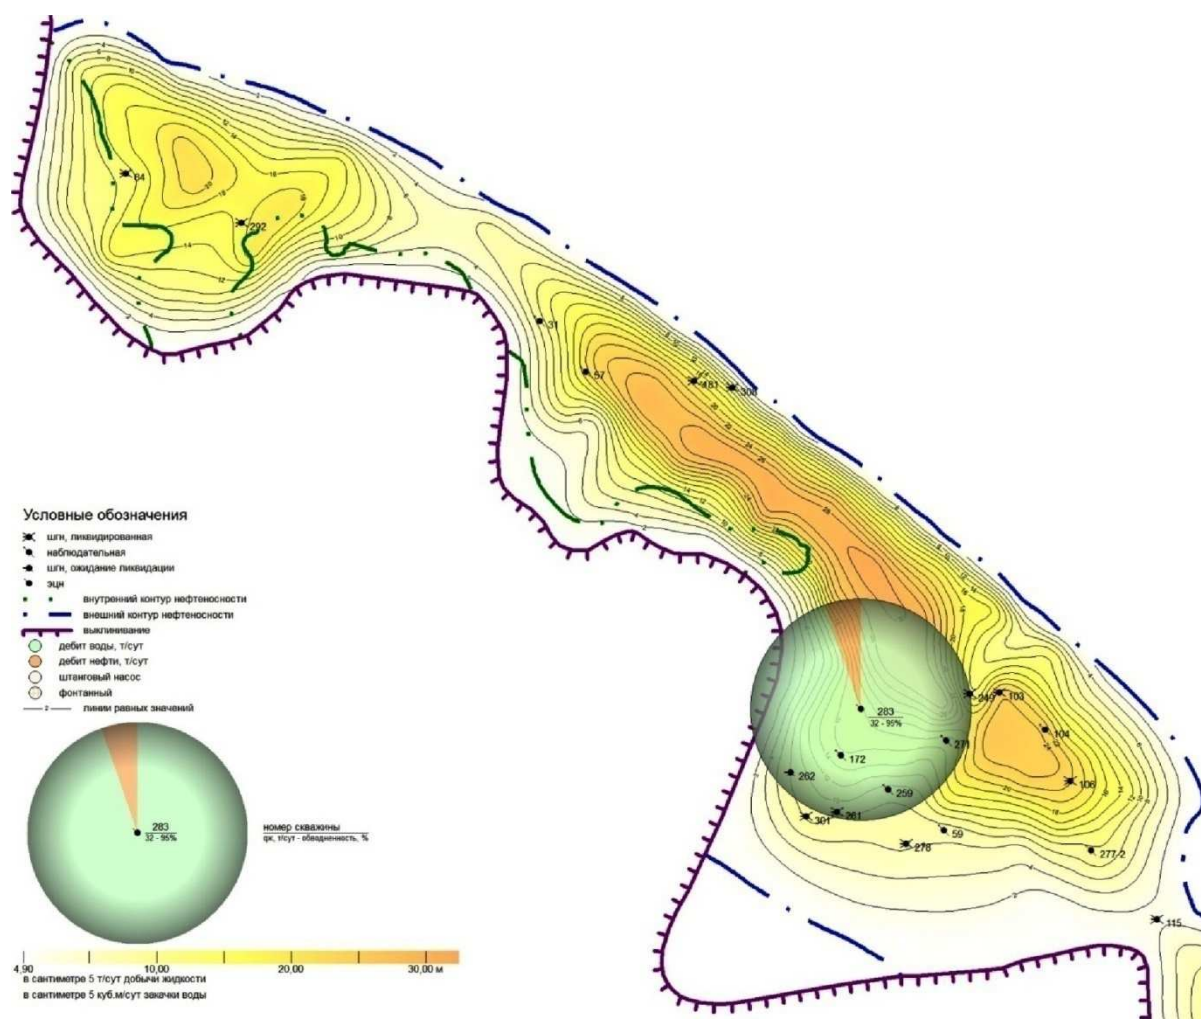 84
292
31
57
181
308
Условные обозначения
шгн, ликвидированная
наблюдательная
шгн, ожидание ликвидации
эцн
внутренний контур нефтеносности
внешний контур нефтеносности
выклинивание
дебит воды, т/сут
дебит нефти, т/сут
штанговый насос
фонтанный
2 линии равных значений
249
103
283
32 - 95%
104
271
172
262
106
259
301
261
59
278
277-2
115
283
32 - 95%
номер скважины
qж, т/сут - обводненность, %
4,90 10,00 20,00 30,00 м
в сантиметре 5 т/сут добычи жидкости
в сантиметре 5 куб.м/сут закачки воды